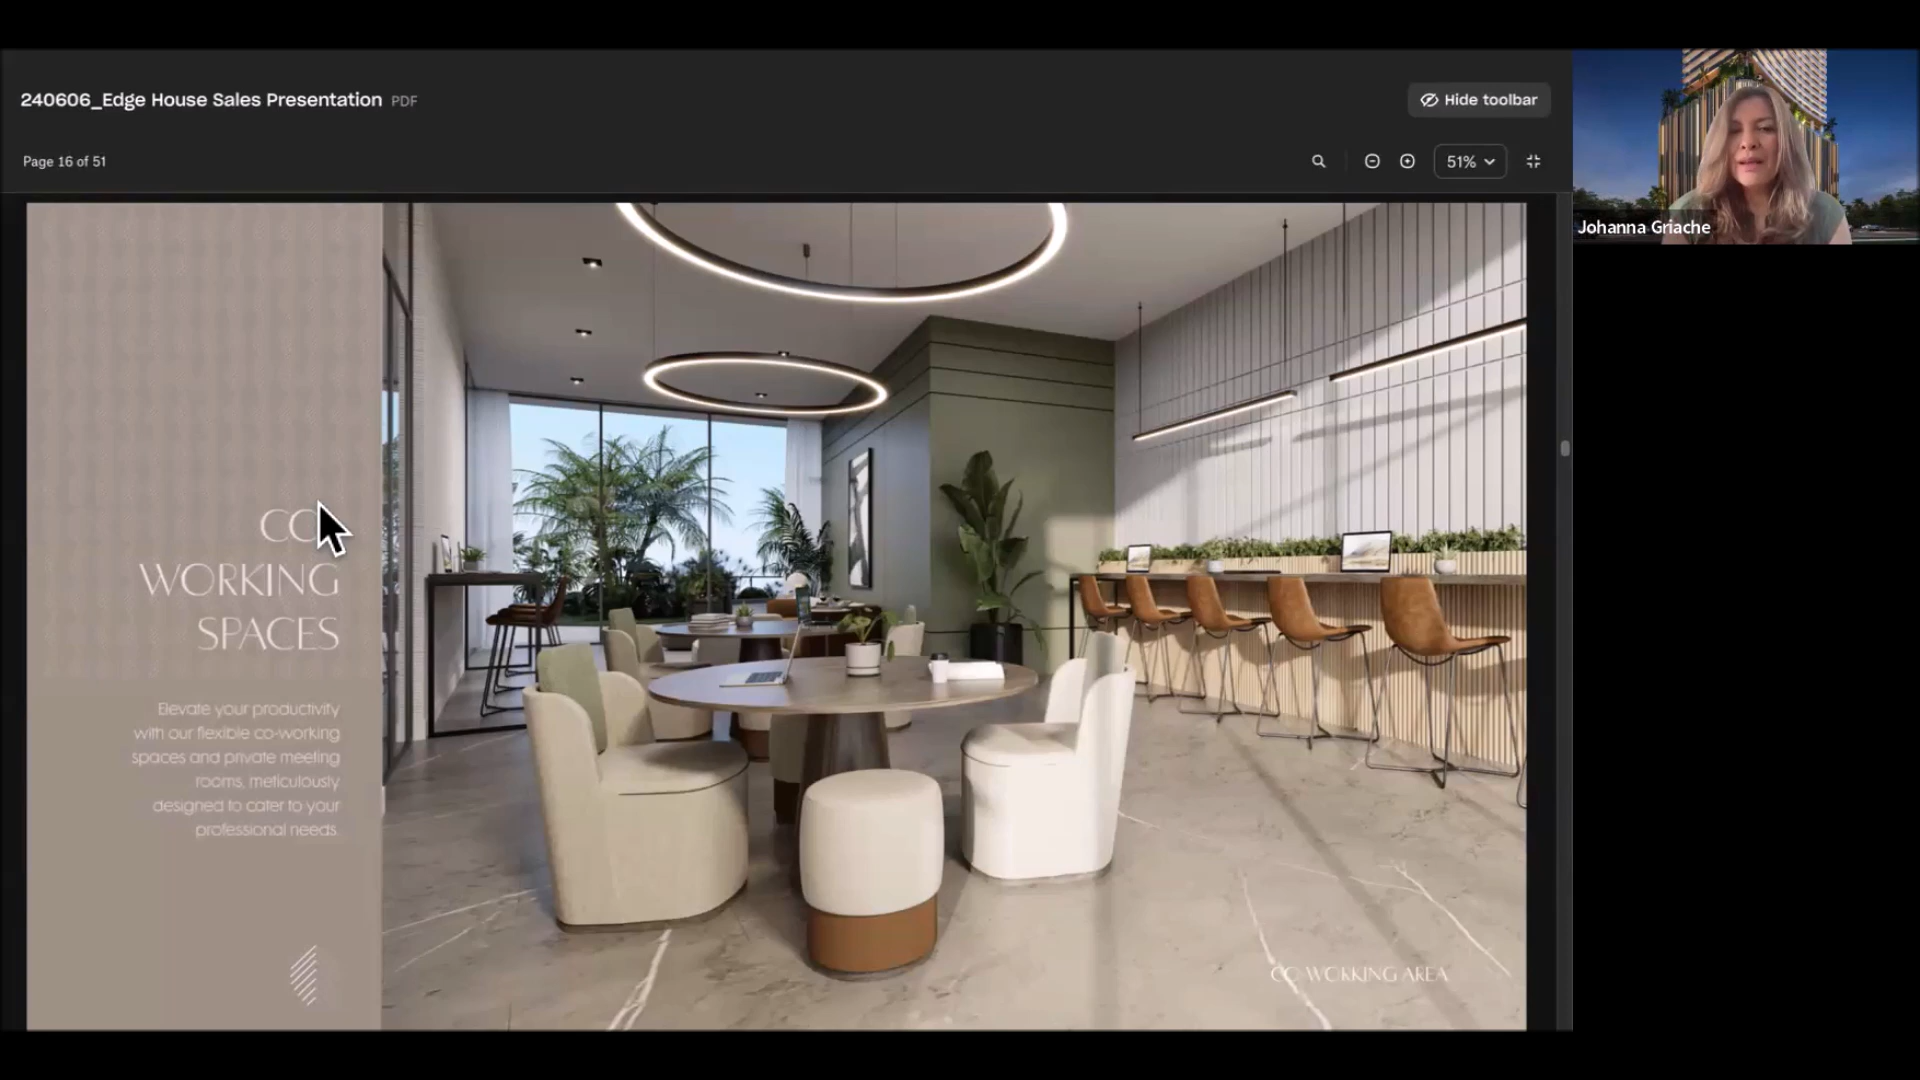 240606_Edge House Sales Presentation PDF
Hide toolbar
Page 16 of 51
51%
Johanna Griache
CO
WORKING
SPACES
Elevate your productivity
with our flexible co-working
spaces and private meeting
rooms, meticulously
designed to cater to your
professional needs.
CO WORKING AREA